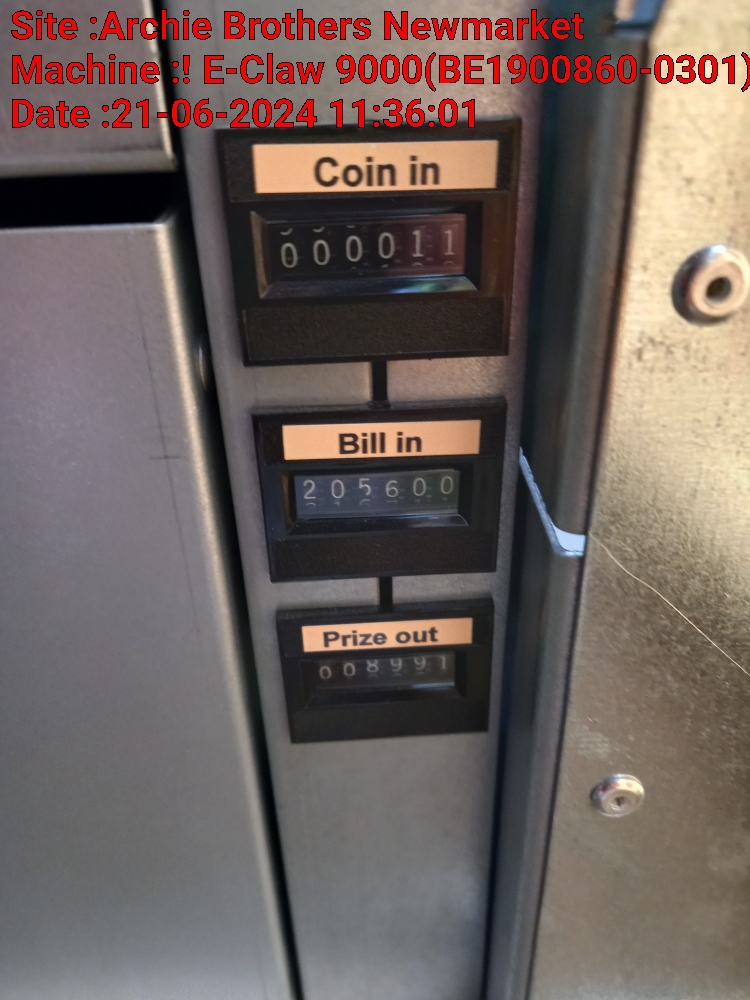 Site :Archie Brothers Newmarket
Machine :! E-Claw 9000(BE1900860-0301)
Date :21-06-2024 11:36:01
Coin in
000011
Bill in
205600
Prize out
008991